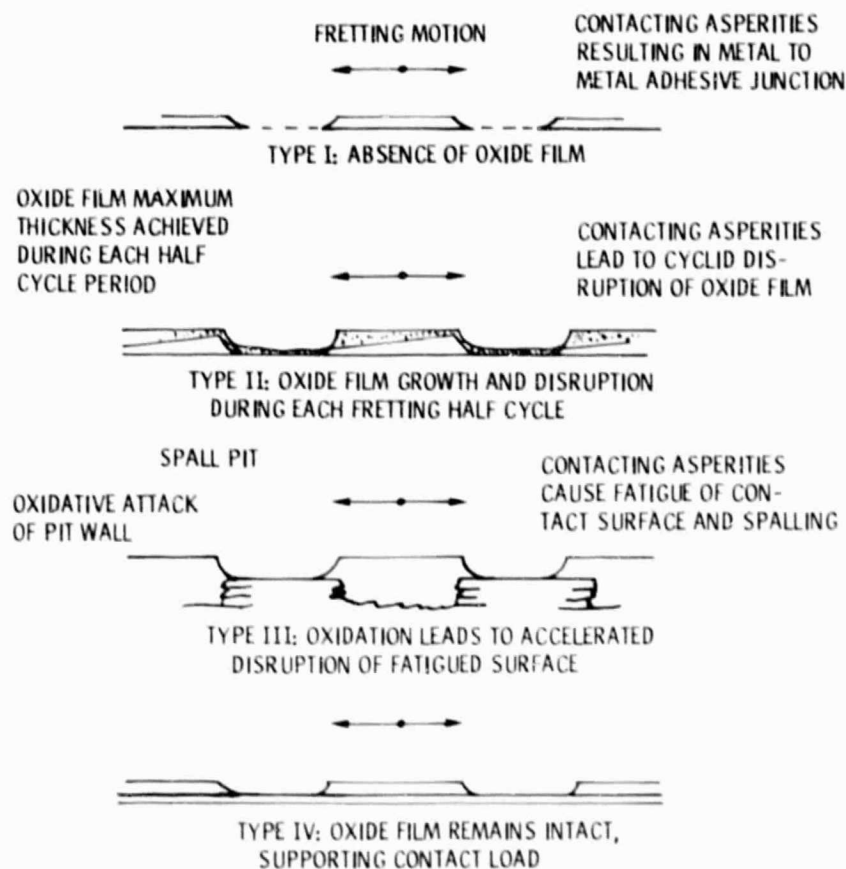 FRETTING MOTION
CONTACTING ASPERITIES
RESULTING IN METAL TO
METAL ADHESIVE JUNCTION
TYPE I: ABSENCE OF OXIDE FILM
OXIDE FILM MAXIMUM
THICKNESS ACHIEVED
DURING EACH HALF
CYCLE PERIOD
CONTACTING ASPERITIES
LEAD TO CYCLID DIS-
RUPTION OF OXIDE FILM
TYPE II: OXIDE FILM GROWTH AND DISRUPTION
DURING EACH FRETTING HALF CYCLE
SPALL PIT
OXIDATIVE ATTACK
OF PIT WALL
CONTACTING ASPERITIES
CAUSE FATIGUE OF CON-
TACT SURFACE AND SPALLING
TYPE III: OXIDATION LEADS TO ACCELERATED
DISRUPTION OF FATIGUED SURFACE
TYPE IV: OXIDE FILM REMAINS INTACT,
SUPPORTING CONTACT LOAD